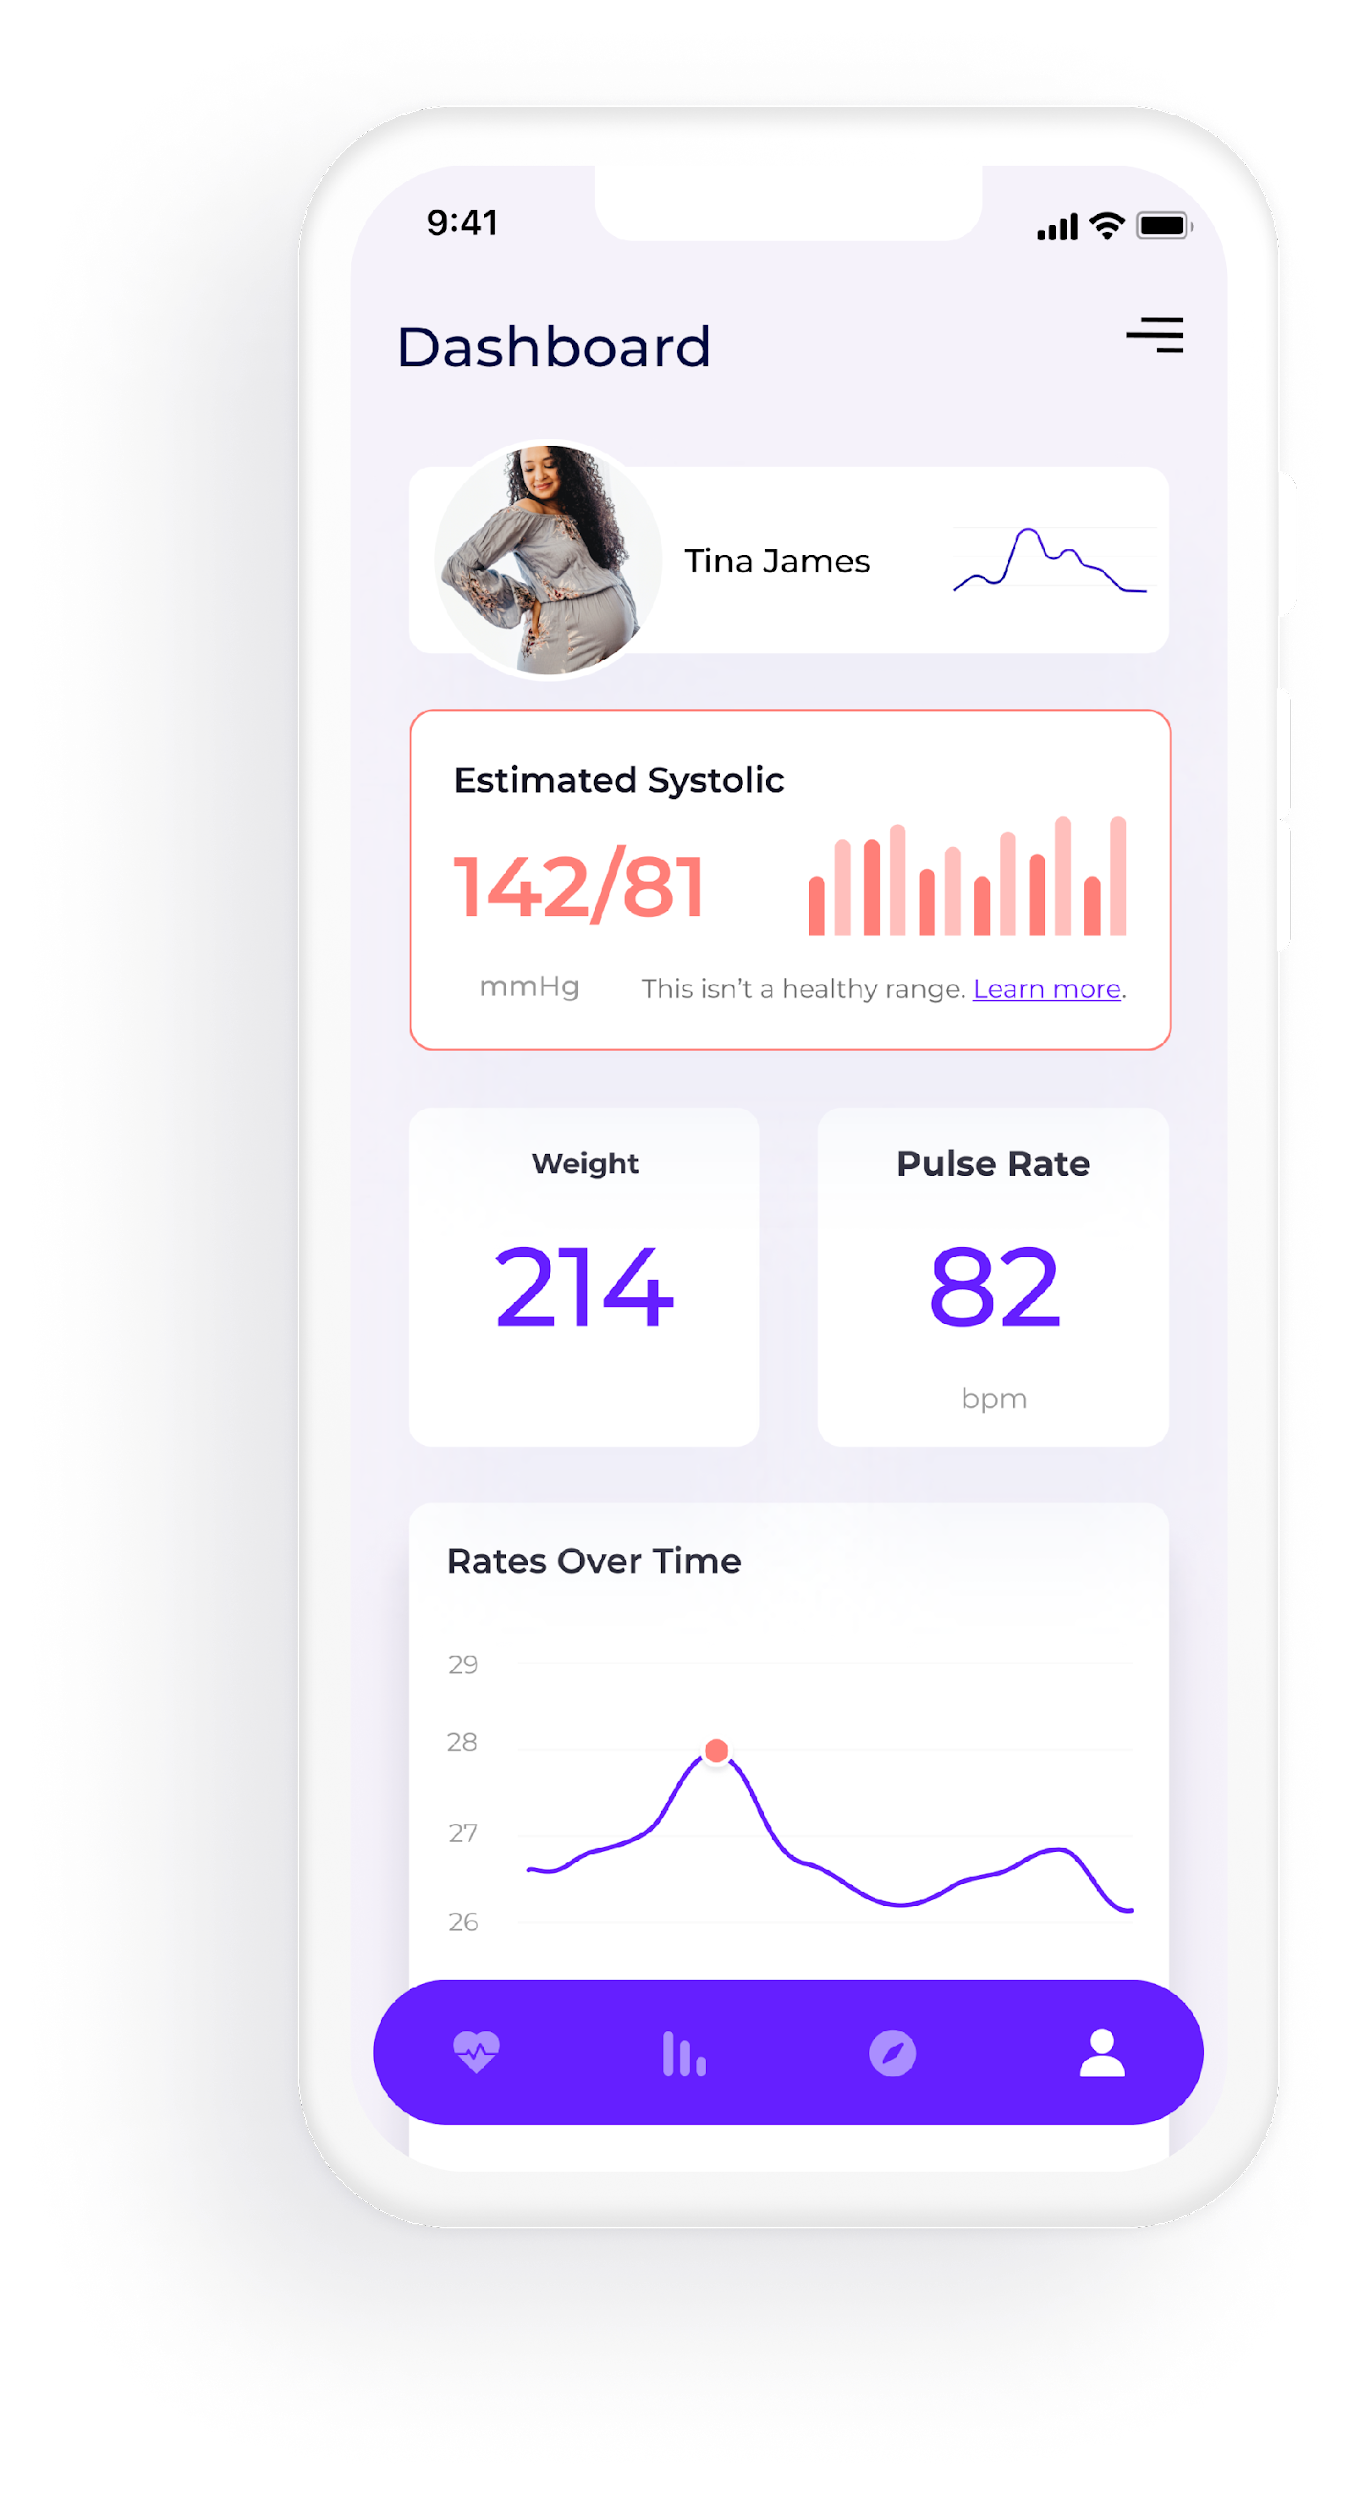 9:41
Dashboard
Tina James
Estimated Systolic
142/81
mmHg
This isn't a healthy range. Learn more.
Weight
214
Pulse Rate
82
bpm
Rates Over Time
29
28
27
26